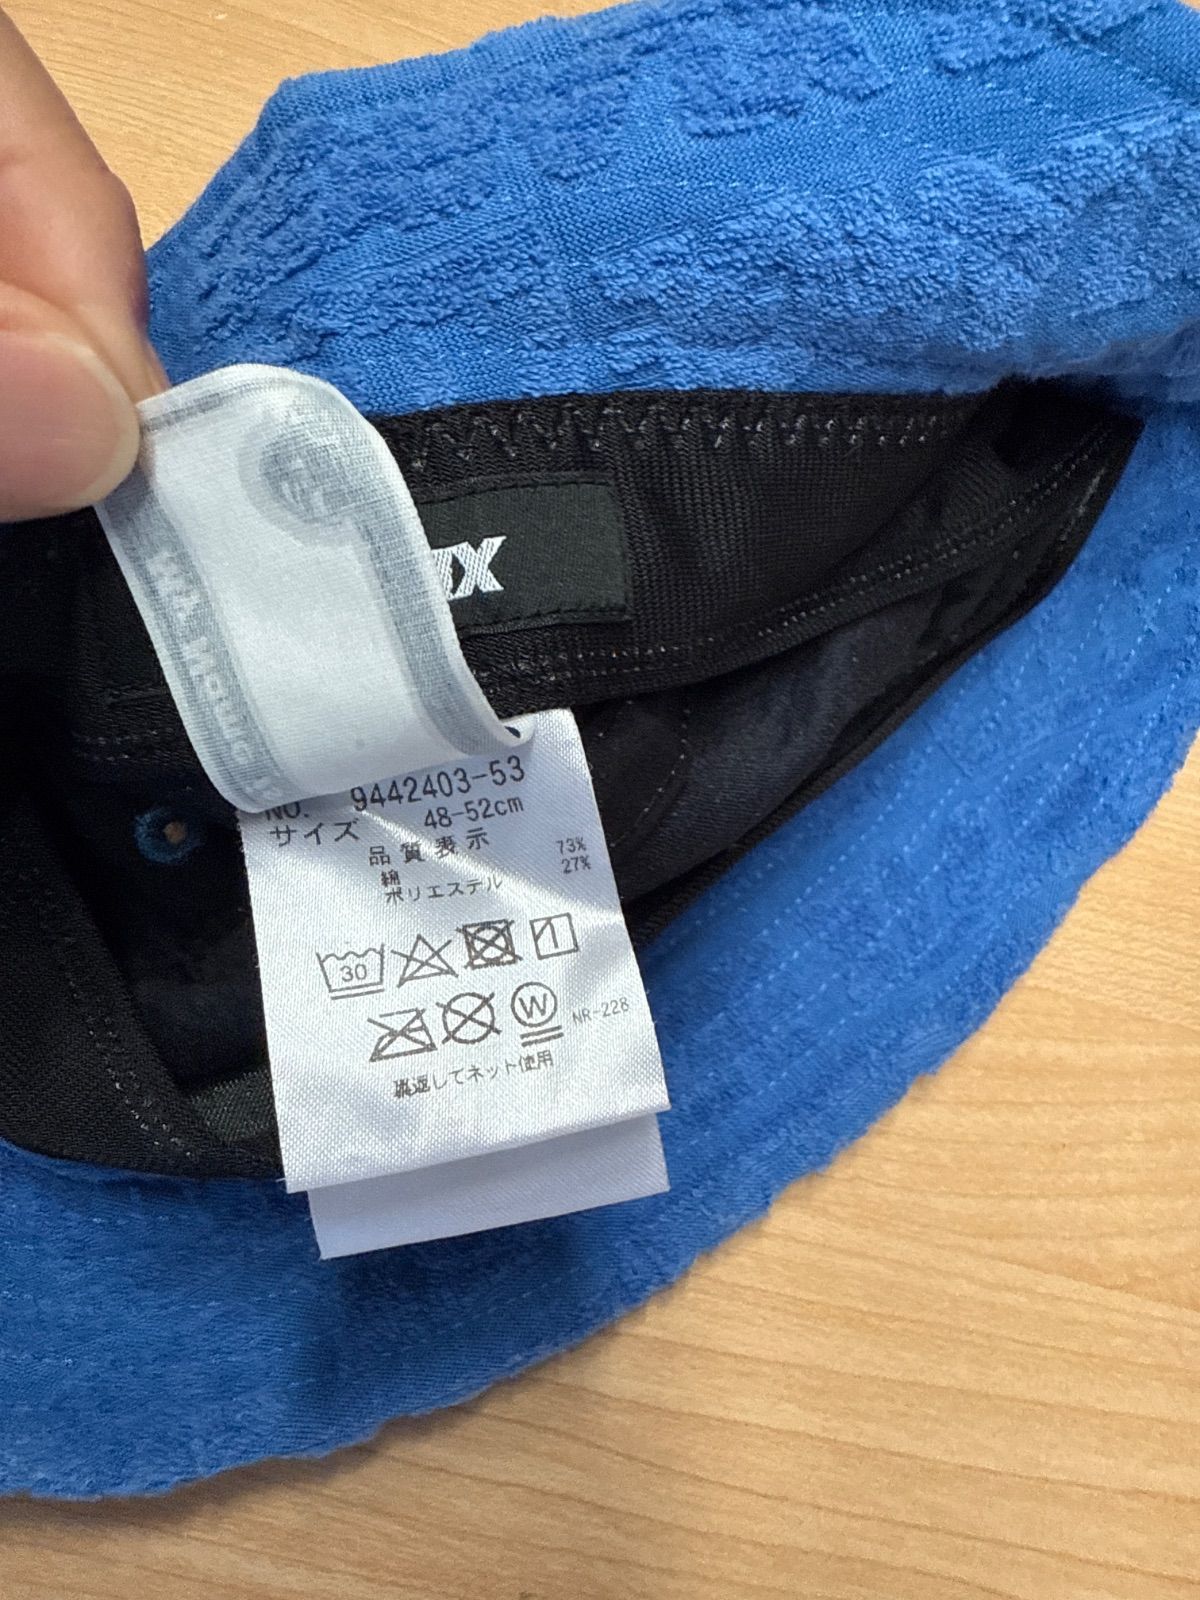 NO. 9442403-53
サイズ 48-52cm
品質表示
綿 73%
ポリエステル 27%
30
W NR-228
裏返してネット使用